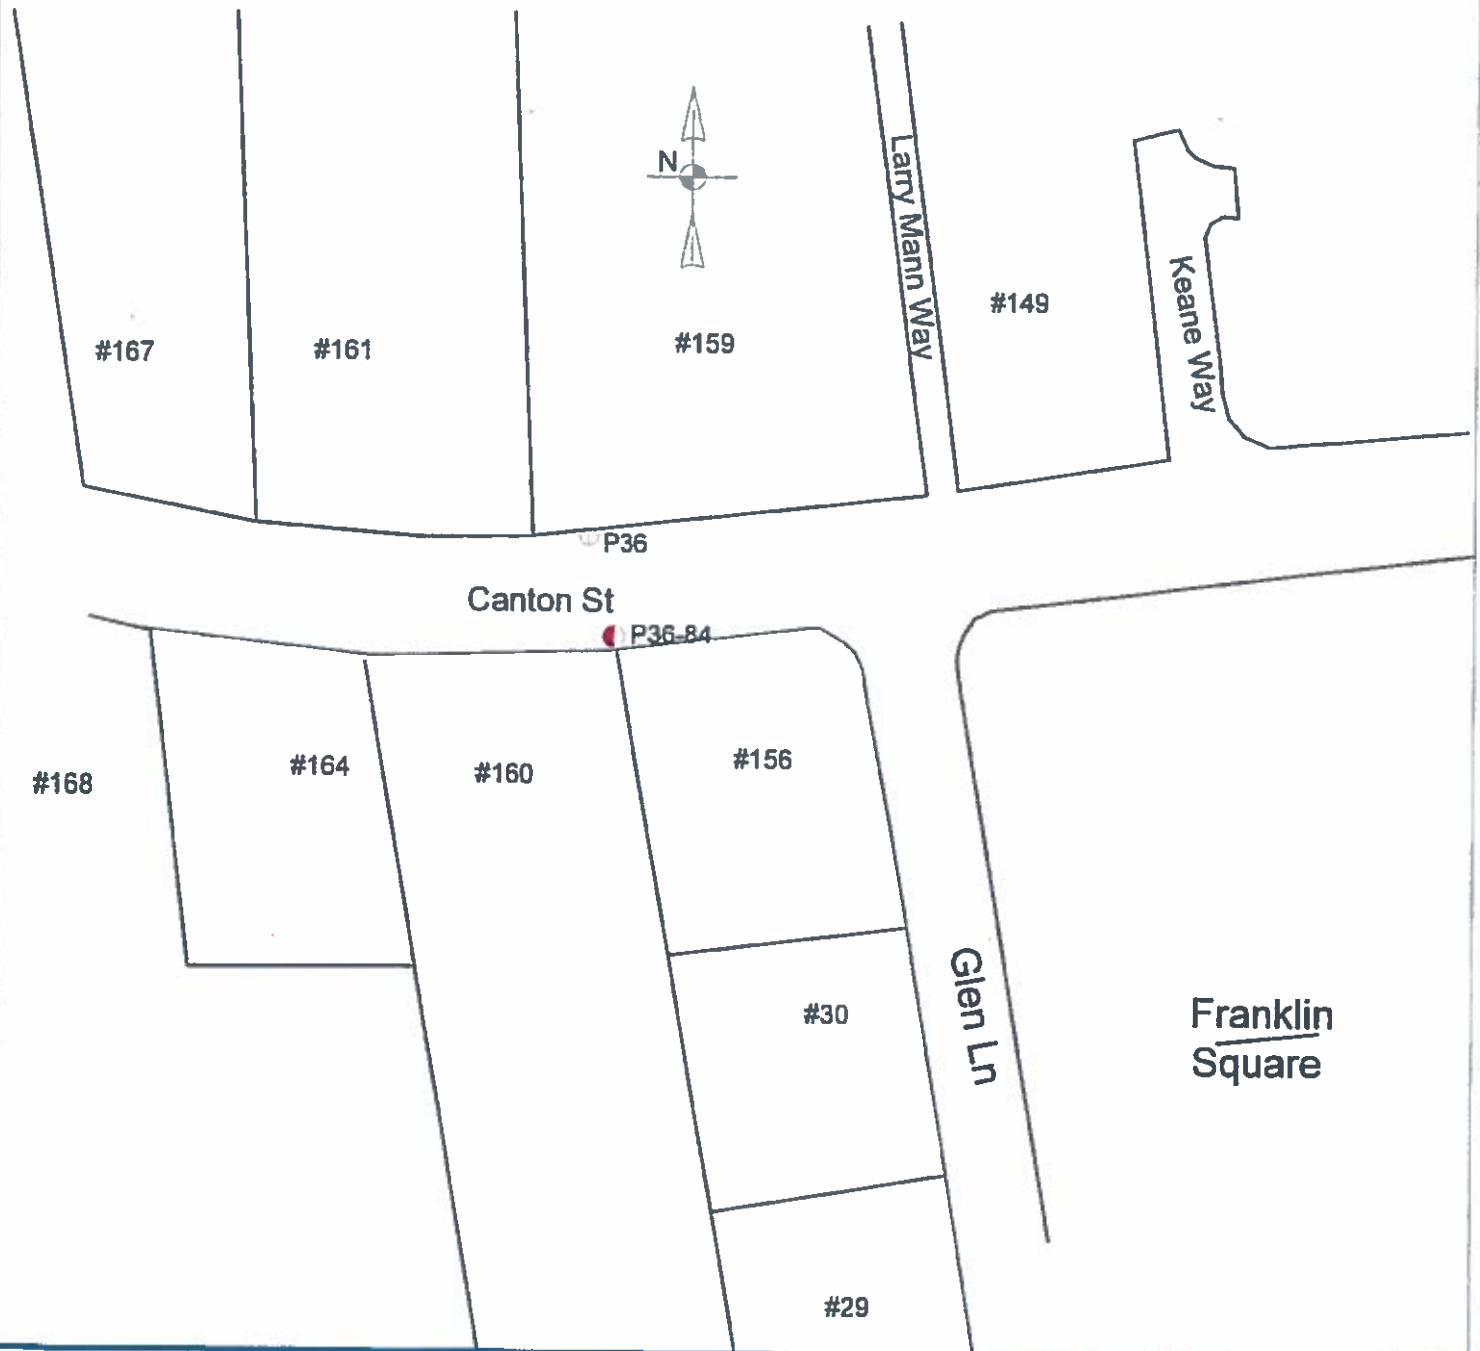 N
Larry Mann Way
#149
Keane Way
#167
#161
#159
P36
Canton St
P36-84
#168
#164
#160
#156
Glen Ln
#30
Franklin
Square
#29